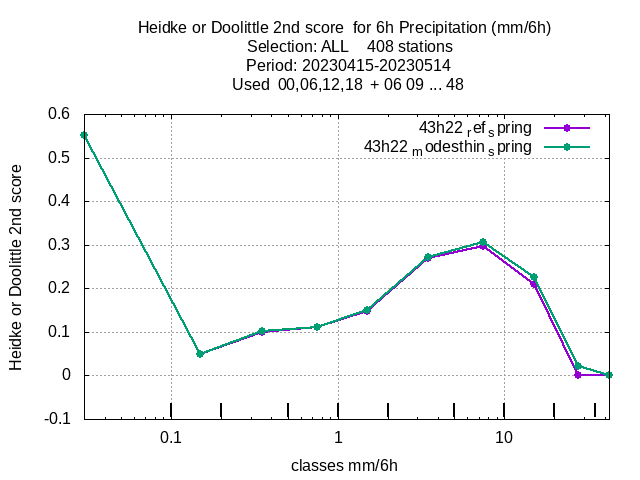 Heidke or Doolittle 2nd score  for 6h Precipitation (mm/6h)
Selection: ALL    408 stations
Period: 20230415-20230514
Used  00,06,12,18  + 06 09 ... 48
43h22 ref spring
43h22 modesthin spring
Heidke or Doolittle 2nd score
0.6
0.5
0.4
0.3
0.2
0.1
0
-0.1
0.1 1 10
classes mm/6h